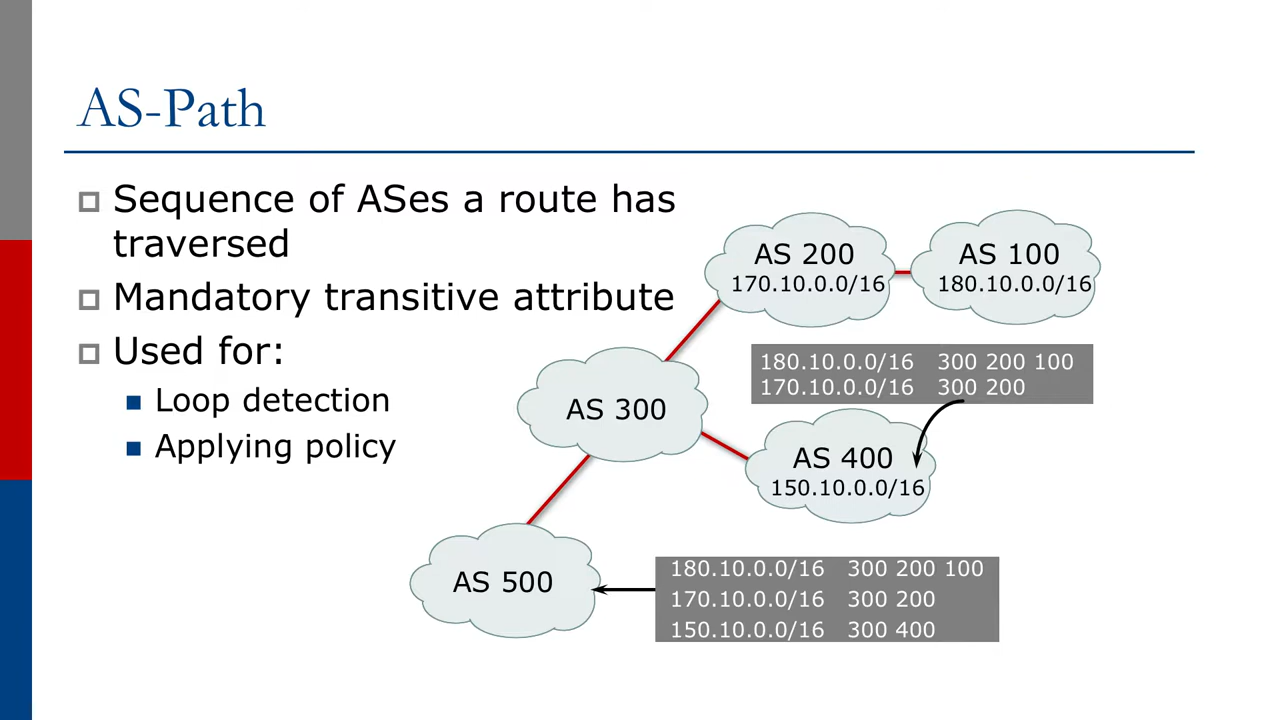 AS-Path
Sequence of ASes a route has
traversed
Mandatory transitive attribute
Used for:
Loop detection
Applying policy
AS 200
170.10.0.0/16
AS 100
180.10.0.0/16
180.10.0.0/16 300 200 100
170.10.0.0/16 300 200
AS 300
AS 400
150.10.0.0/16
AS 500
180.10.0.0/16 300 200 100
170.10.0.0/16 300 200
150.10.0.0/16 300 400